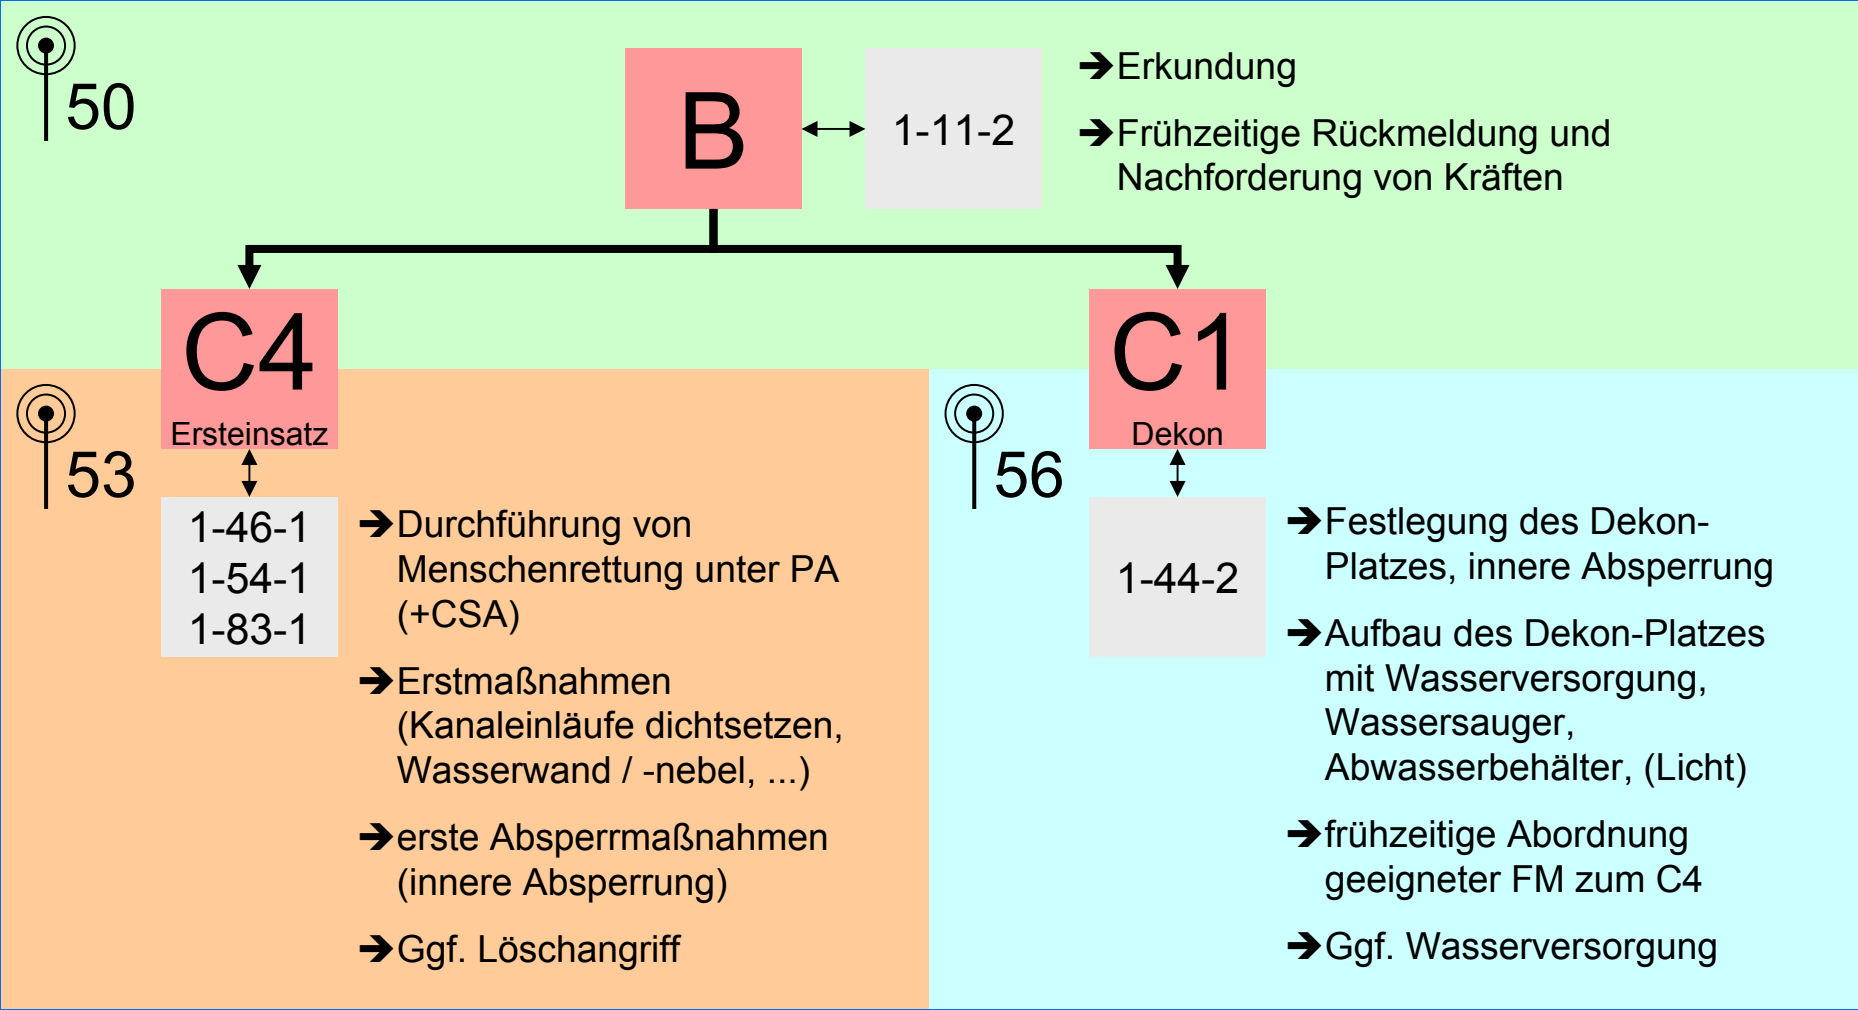 50
B
1-11-2
Erkundung
Frühzeitige Rückmeldung und
Nachforderung von Kräften
C4
Ersteinsatz
C1
Dekon
53
1-46-1
1-54-1
1-83-1
Durchführung von
Menschenrettung unter PA
(+CSA)
Erstmaßnahmen
(Kanaleinläufe dichtsetzen,
Wasserwand / -nebel, ...)
erste Absperrmaßnahmen
(innere Absperrung)
Ggf. Löschangriff
56
1-44-2
Festlegung des Dekon-
Platzes, innere Absperrung
Aufbau des Dekon-Platzes
mit Wasserversorgung,
Wassersauger,
Abwasserbehälter, (Licht)
frühzeitige Abordnung
geeigneter FM zum C4
Ggf. Wasserversorgung